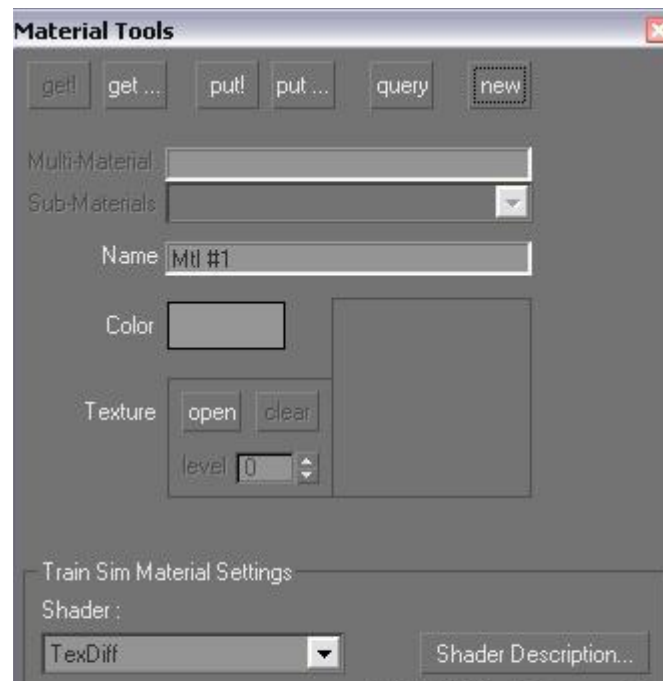 Material Tools
get! get ... put! put ... query new
Multi-Material
Sub-Materials
Name Mtl #1
Color
Texture open clear
level 0
Train Sim Material Settings
Shader :
TexDiff Shader Description...